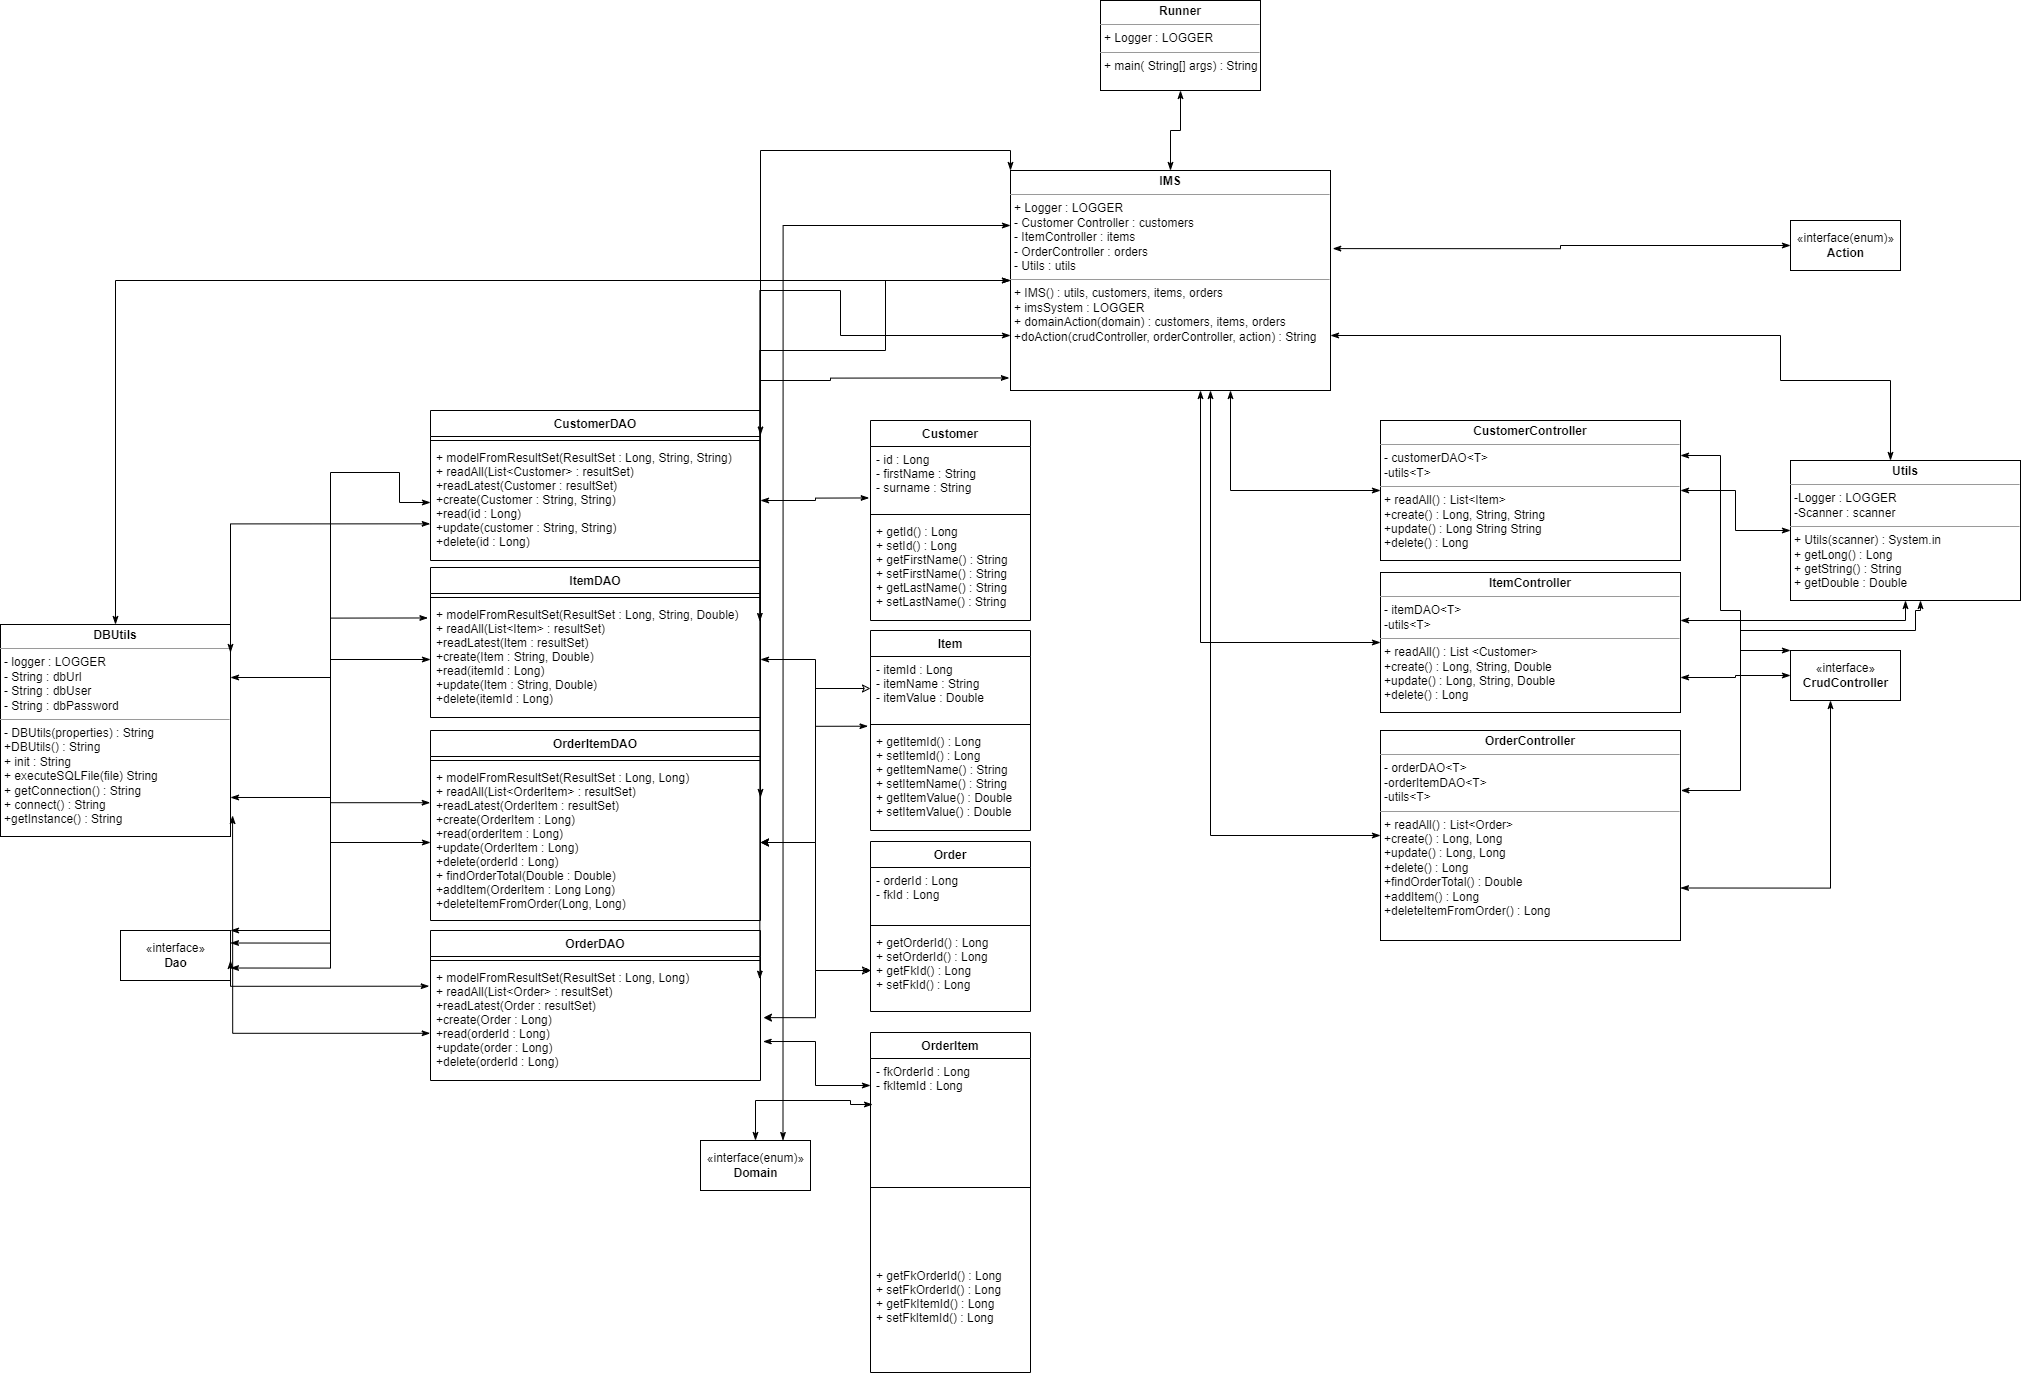 Runner
+ Logger : LOGGER
+ main( String[] args) : String
IMS
+ Logger : LOGGER
- Customer Controller : customers
- ItemController : items
- OrderController : orders
- Utils : utils
+ IMS() : utils, customers, items, orders
+ imsSystem : LOGGER
+ domainAction(domain) : customers, items, orders
+doAction(crudController, orderController, action) : String
«interface(enum)»
Action
CustomerDAO
+ modelFromResultSet(ResultSet : Long, String, String)
+ readAll(List<Customer> : resultSet)
+readLatest(Customer : resultSet)
+create(Customer : String, String)
+read(id : Long)
+update(customer : String, String)
+delete(id : Long)
ItemDAO
+ modelFromResultSet(ResultSet : Long, String, Double)
+ readAll(List<Item> : resultSet)
+readLatest(Item : resultSet)
+create(Item : String, Double)
+read(itemId : Long)
+update(Item : String, Double)
+delete(itemId : Long)
OrderItemDAO
+ modelFromResultSet(ResultSet : Long, Long)
+ readAll(List<OrderItem> : resultSet)
+readLatest(OrderItem : resultSet)
+create(OrderItem : Long)
+read(orderItem : Long)
+update(OrderItem : Long)
+delete(orderId : Long)
+ findOrderTotal(Double : Double)
+addItem(OrderItem : Long Long)
+deleteItemFromOrder(Long, Long)
OrderDAO
+ modelFromResultSet(ResultSet : Long, Long)
+ readAll(List<Order> : resultSet)
+readLatest(Order : resultSet)
+create(Order : Long)
+read(orderId : Long)
+update(order : Long)
+delete(orderId : Long)
DBUtils
- logger : LOGGER
- String : dbUrl
- String : dbUser
- String : dbPassword
- DBUtils(properties) : String
+DBUtils() : String
+ init : String
+ executeSQLFile(file) String
+ getConnection() : String
+ connect() : String
+getInstance() : String
«interface»
Dao
Customer
- id : Long
- firstName : String
- surname : String
+ getId() : Long
+ setId() : Long
+ getFirstName() : String
+ setFirstName() : String
+ getLastName() : String
+ setLastName() : String
Item
- itemId : Long
- itemName : String
- itemValue : Double
+ getItemId() : Long
+ setItemId() : Long
+ getItemName() : String
+ setItemName() : String
+ getItemValue() : Double
+ setItemValue() : Double
Order
- orderId : Long
- fkId : Long
+ getOrderId() : Long
+ setOrderId() : Long
+ getFkId() : Long
+ setFkId() : Long
OrderItem
- fkOrderId : Long
- fkItemId : Long
+ getFkOrderId() : Long
+ setFkOrderId() : Long
+ getFkItemId() : Long
+ setFkItemId() : Long
«interface(enum)»
Domain
CustomerController
- customerDAO<T>
-utils<T>
+ readAll() : List<Item>
+create() : Long, String, String
+update() : Long String String
+delete() : Long
ItemController
- itemDAO<T>
-utils<T>
+ readAll() : List <Customer>
+create() : Long, String, Double
+update() : Long, String, Double
+delete() : Long
OrderController
- orderDAO<T>
-orderItemDAO<T>
-utils<T>
+ readAll() : List<Order>
+create() : Long, Long
+update() : Long, Long
+delete() : Long
+findOrderTotal() : Double
+addItem() : Long
+deleteItemFromOrder() : Long
Utils
-Logger : LOGGER
-Scanner : scanner
+ Utils(scanner) : System.in
+ getLong() : Long
+ getString() : String
+ getDouble : Double
«interface»
CrudController